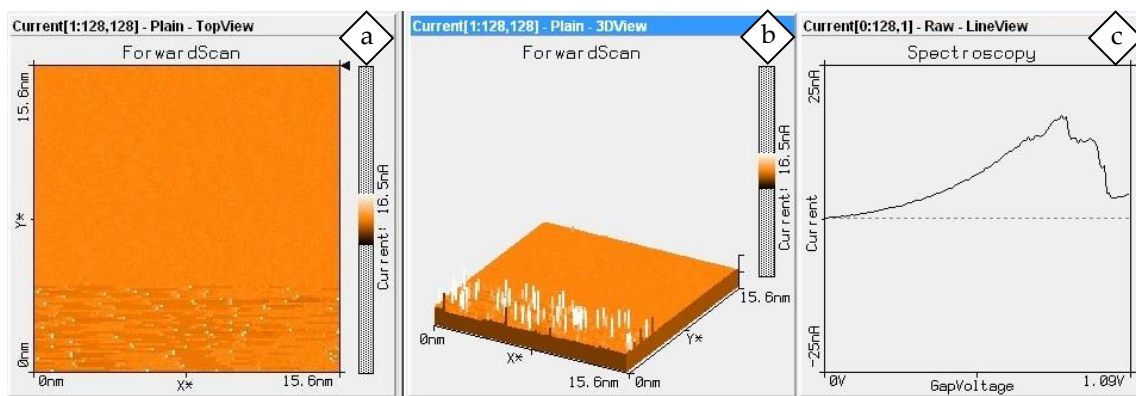 Current[1:128,128] - Plain - TopView
a
ForwardScan
15.6nm
Y*
0nm
0nm
X*
15.6nm
Current! 16.5nA
Current[1:128,128] - Plain - 3DView
b
ForwardScan
Current! 16.5nA
0nm
X*
15.6nm
0nm
Y*
15.6nm
Current[0:128,1] - Raw - LineView
c
Spectroscopy
25nA
Current
-25nA
0V
GapVoltage
1.09V